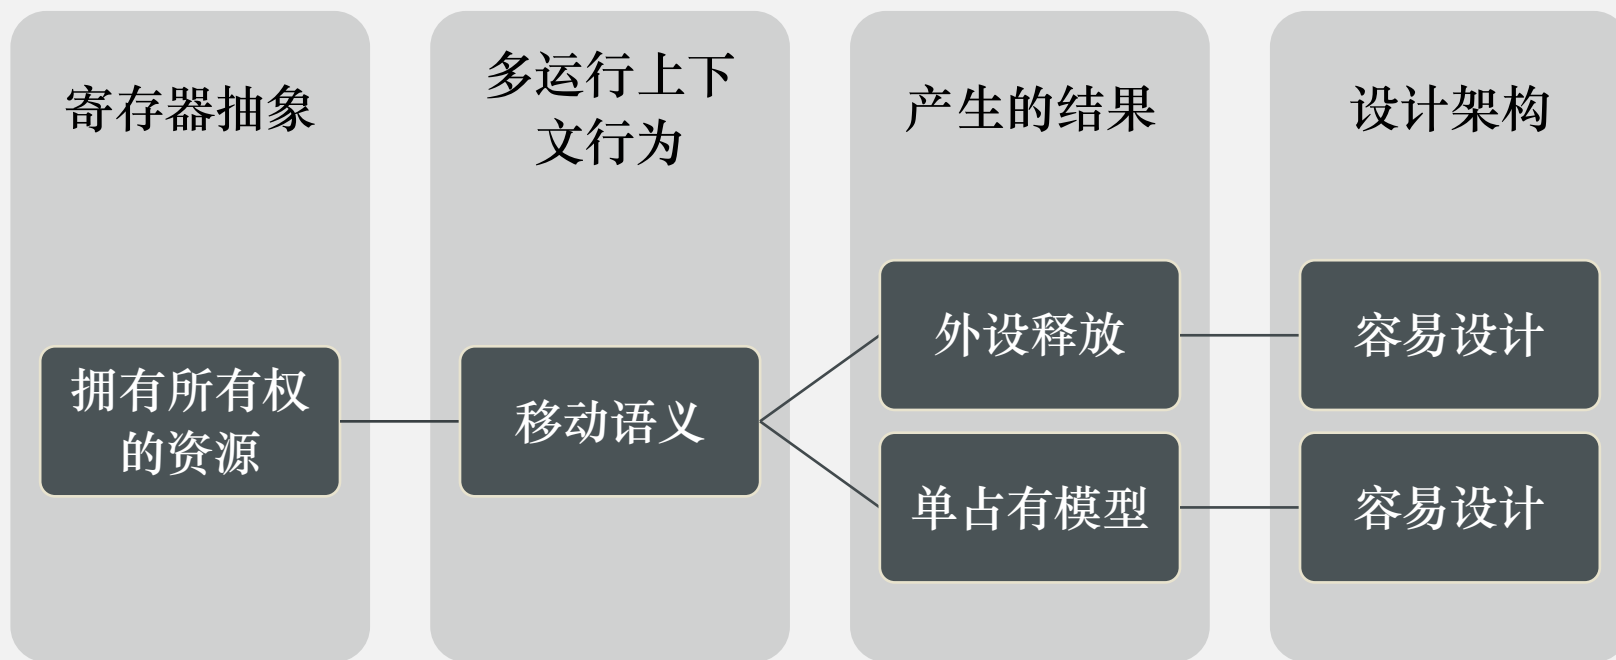 寄存器抽象
多运行上下
文行为
产生的结果
设计架构
拥有所有权
的资源
移动语义
外设释放
容易设计
单占有模型
容易设计